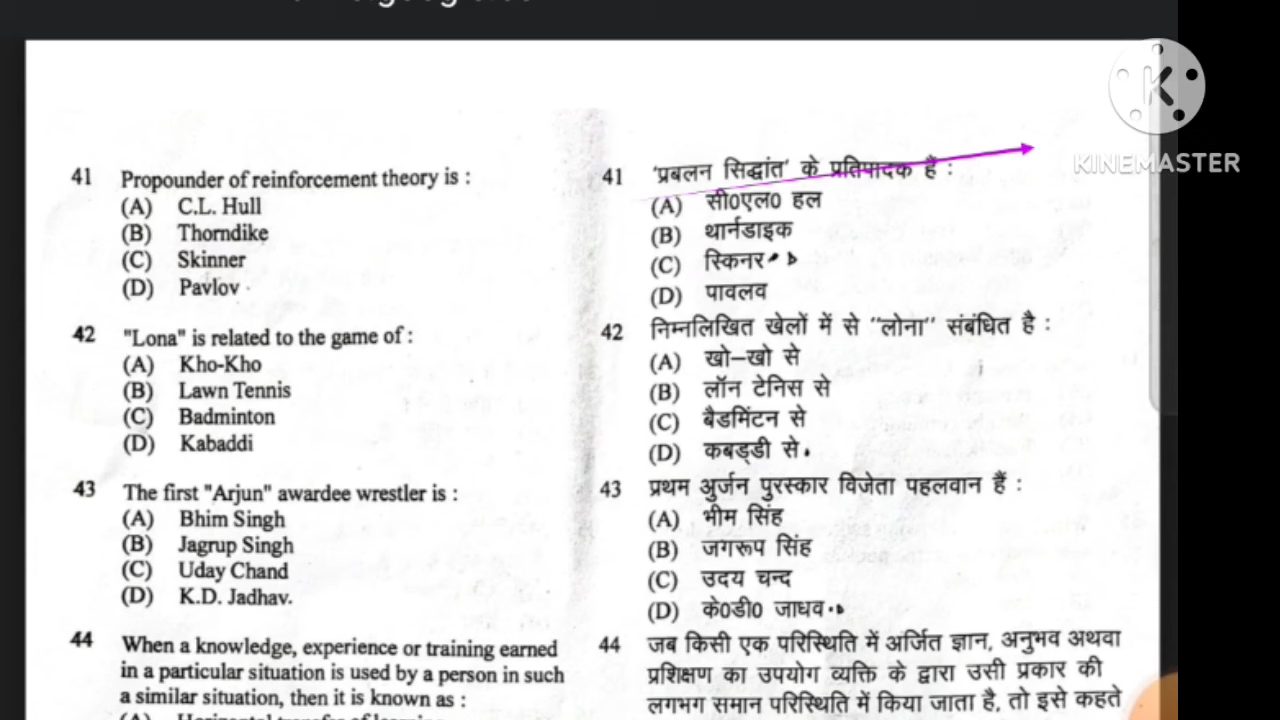 KINEMASTER
41 Propounder of reinforcement theory is :
(A) C.L. Hull
(B) Thorndike
(C) Skinner
(D) Pavlov
42 "Lona" is related to the game of :
(A) Kho-Kho
(B) Lawn Tennis
(C) Badminton
(D) Kabaddi
43 The first "Arjun" awardee wrestler is :
(A) Bhim Singh
(B) Jagrup Singh
(C) Uday Chand
(D) K.D. Jadhav.
44 When a knowledge, experience or training earned
in a particular situation is used by a person in such
a similar situation, then it is known as :
(A) Horizontal transfer of learning
41 ‘प्रबलन सिद्धांत’ के प्रतिपादक हैं :
(A) सी0एल0 हल
(B) थार्नडाइक
(C) स्किनर
(D) पावलव
42 निम्नलिखित खेलों में से “लोना” संबंधित है :
(A) खो–खो से
(B) लॉन टेनिस से
(C) बैडमिंटन से
(D) कबड्डी से
43 प्रथम अुर्जन पुरस्कार विजेता पहलवान हैं :
(A) भीम सिंह
(B) जगरूप सिंह
(C) उदय चन्द
(D) के0डी0 जाधव
44 जब किसी एक परिस्थिति में अर्जित ज्ञान, अनुभव अथवा
प्रशिक्षण का उपयोग व्यक्ति के द्वारा उसी प्रकार की
लगभग समान परिस्थिति में किया जाता है, तो इसे कहते